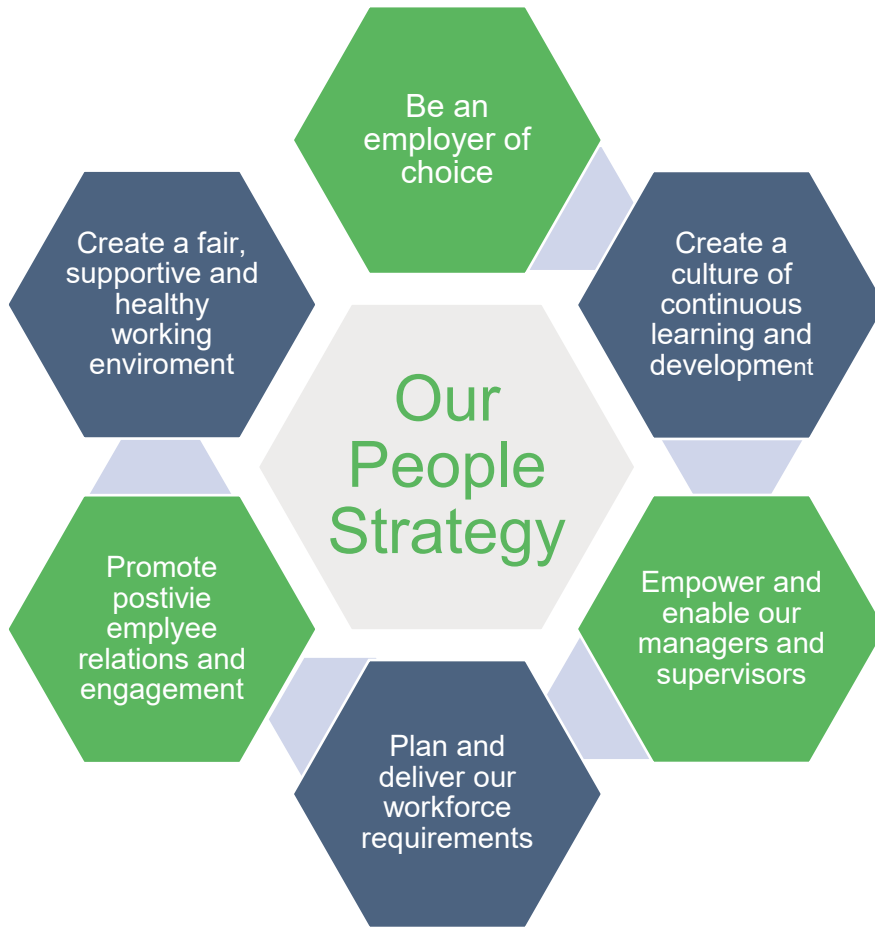 Be an
employer of
choice
Create a
culture of
continuous
learning and
development
Empower and
enable our
managers and
supervisors
Plan and
deliver our
workforce
requirements
Promote
postivie
emplyee
relations and
engagement
Create a fair,
supportive and
healthy
working
enviroment
Our
People
Strategy